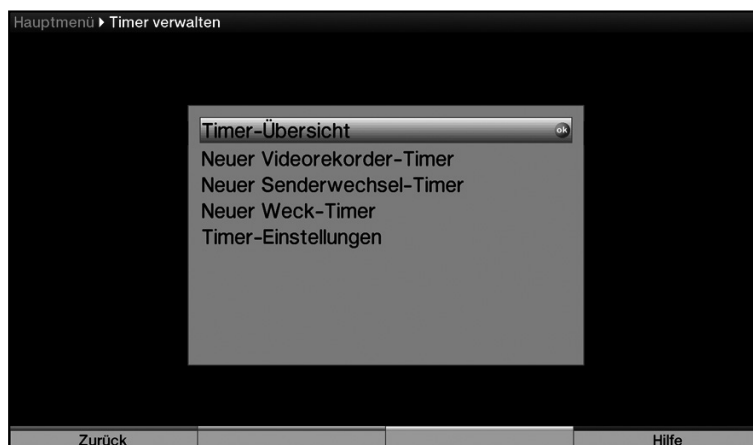 Hauptmenü ▸ Timer verwalten
Timer-Übersicht ok
Neuer Videorekorder-Timer
Neuer Senderwechsel-Timer
Neuer Weck-Timer
Timer-Einstellungen
Zurück Hilfe